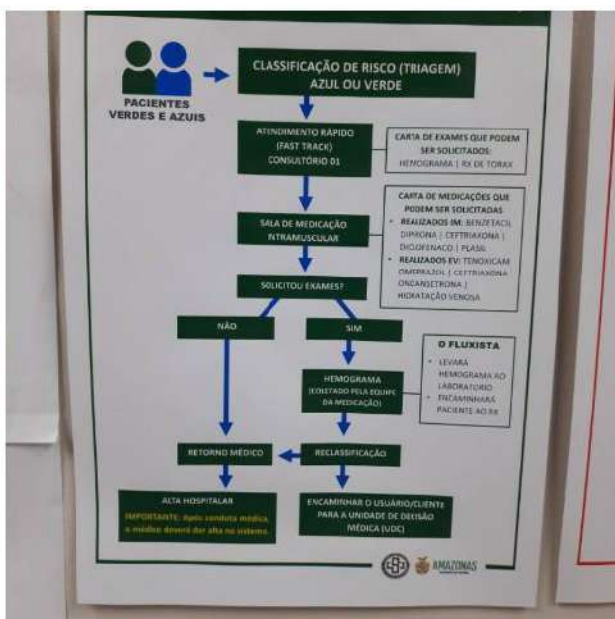 PACIENTES
VERDES E AZUIS
CLASSIFICAÇÃO DE RISCO (TRIAGEM)
AZUL OU VERDE
ATENDIMENTO RÁPIDO
(FAST TRACK)
CONSULTÓRIO 01
CARTA DE EXAMES QUE PODEM
SER SOLICITADOS:
HEMOGRAMA | RX DE TORAX
SALA DE MEDICAÇÃO
INTRAMUSCULAR
CARTA DE MEDICAÇÕES QUE
PODEM SER SOLICITADAS
• REALIZADOS IM: BENZETACIL
DIPIRONA | CEFTRIAXONA |
DICLOFENACO | PLASIL
• REALIZADOS EV: TENOXICAM
OMEPRAZOL | CEFTRIAXONA
ONCANSETRONA |
HIDRATAÇÃO VENOSA
SOLICITOU EXAMES?
NÃO
SIM
HEMOGRAMA
(COLETADO PELA EQUIPE
DA MEDICAÇÃO)
O FLUXISTA
• LEVARÁ
HEMOGRAMA AO
LABORATORIO
• ENCAMINHARÁ
PACIENTE AO RX
RETORNO MÉDICO
RECLASSIFICAÇÃO
ALTA HOSPITALAR
IMPORTANTE: Após conduta médica,
o médico deverá dar alta no sistema
ENCAMINHAR O USUÁRIO/CLIENTE
PARA A UNIDADE DE DECISÃO
MÉDICA (UDC)
AMAZONAS